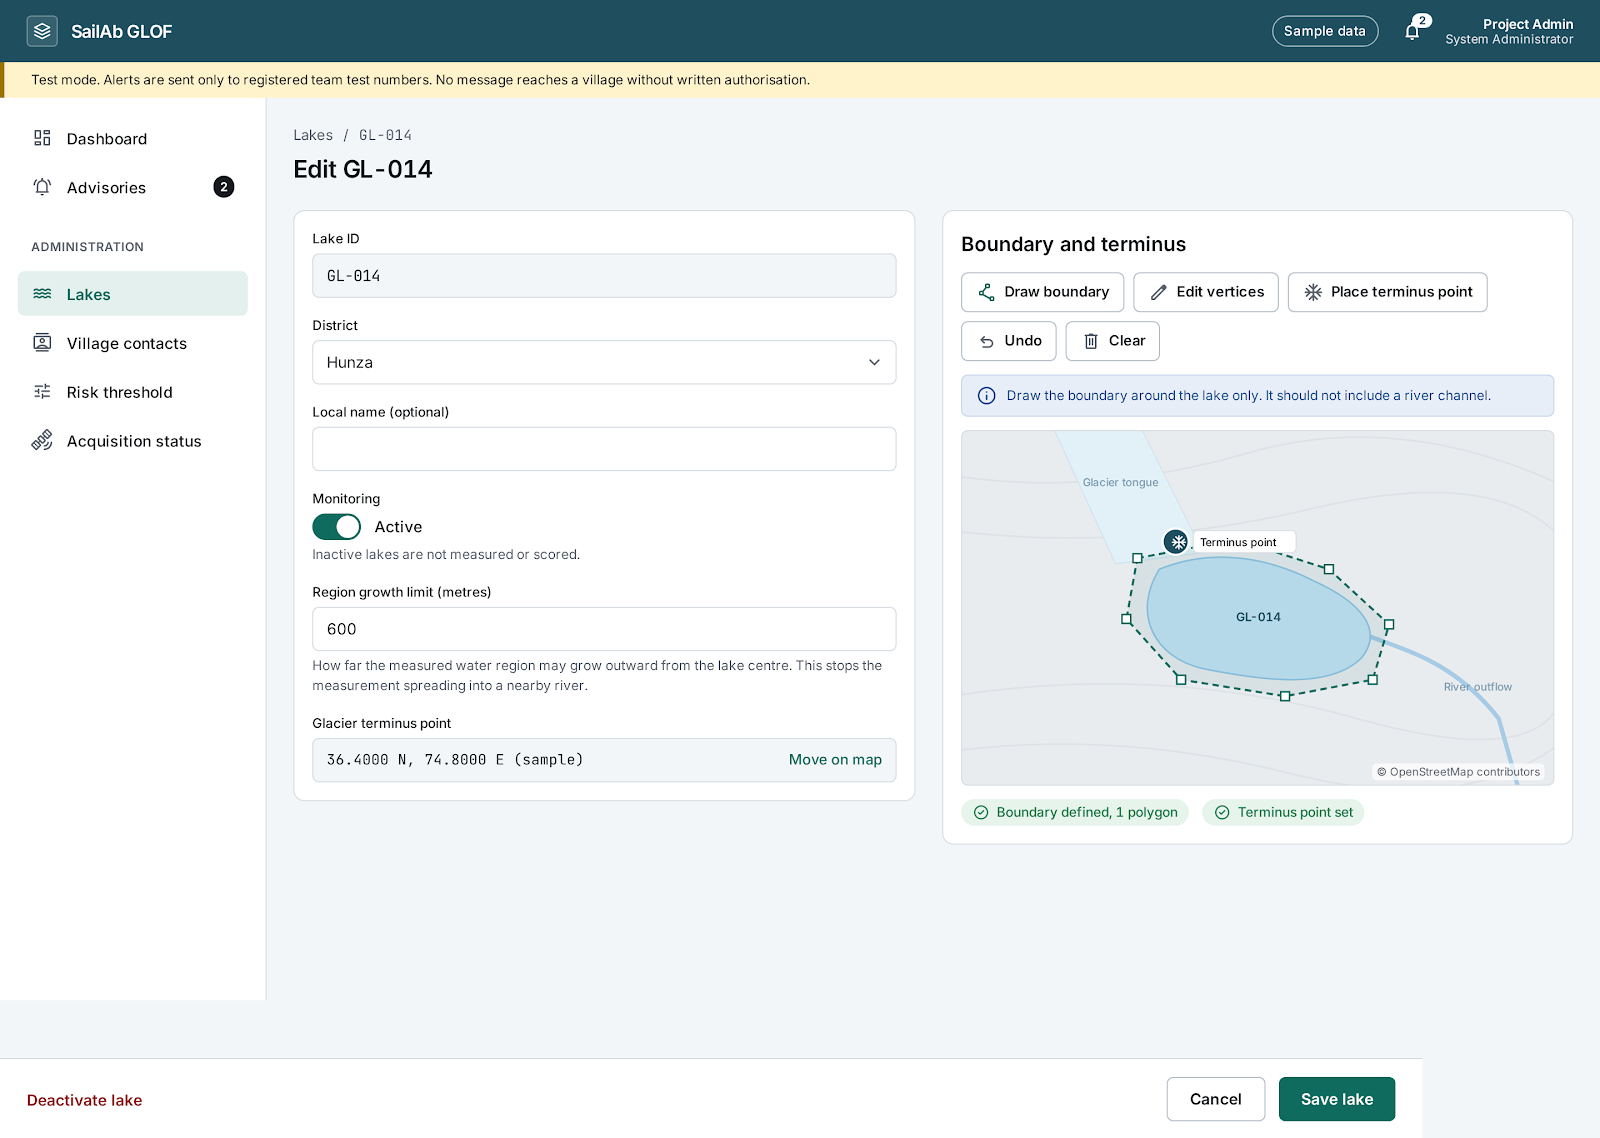 SailAb GLOF
Sample data
2
Project Admin
System Administrator
Test mode. Alerts are sent only to registered team test numbers. No message reaches a village without written authorisation.
Dashboard
Advisories
2
ADMINISTRATION
Lakes
Village contacts
Risk threshold
Acquisition status
Lakes / GL-014
Edit GL-014
Lake ID
GL-014
District
Hunza
Local name (optional)
Monitoring
Active
Inactive lakes are not measured or scored.
Region growth limit (metres)
600
How far the measured water region may grow outward from the lake centre. This stops the
measurement spreading into a nearby river.
Glacier terminus point
36.4000 N, 74.8000 E (sample)
Move on map
Boundary and terminus
Draw boundary
Edit vertices
Place terminus point
Undo
Clear
Draw the boundary around the lake only. It should not include a river channel.
Glacier tongue
Terminus point
GL-014
River outflow
© OpenStreetMap contributors
Boundary defined, 1 polygon
Terminus point set
Deactivate lake
Cancel
Save lake